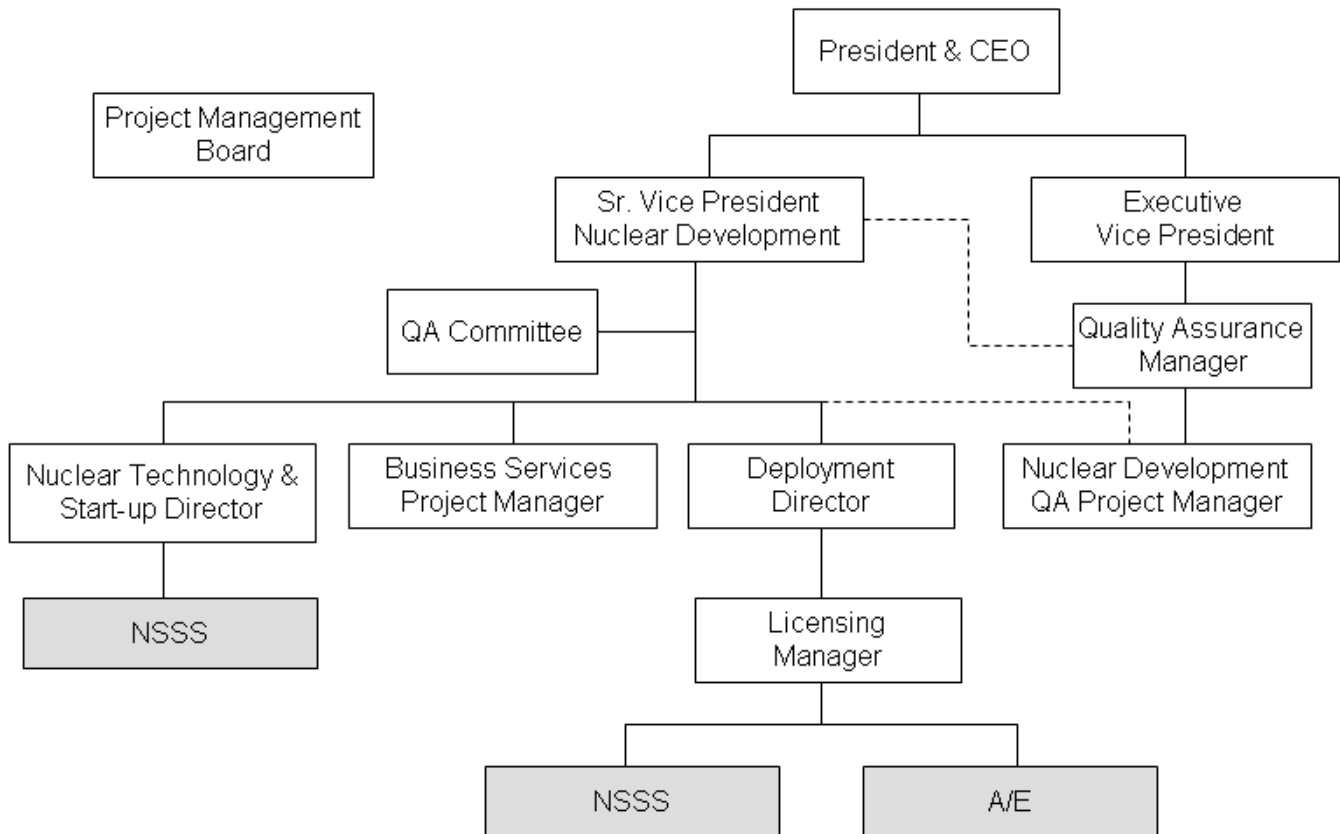 President & CEO
Project Management
Board
Sr. Vice President
Nuclear Development
Executive
Vice President
QA Committee
Quality Assurance
Manager
Nuclear Technology &
Start-up Director
Business Services
Project Manager
Deployment
Director
Nuclear Development
QA Project Manager
NSSS
Licensing
Manager
NSSS
A/E